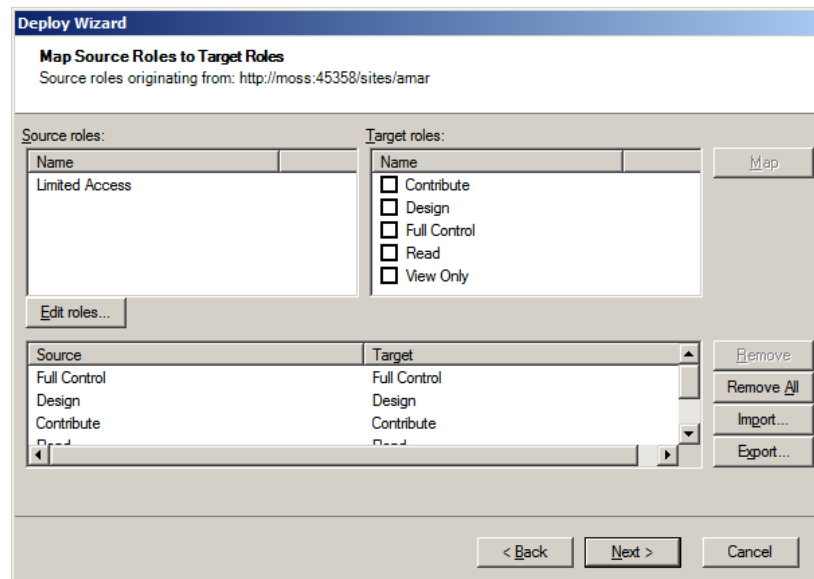 Deploy Wizard
Map Source Roles to Target Roles
Source roles originating from: http://moss:45358/sites/amar
Source roles:
Target roles:
Name
Name
Map
Limited Access
Contribute
Design
Full Control
Read
View Only
Edit roles...
Source Target
Remove
Full Control Full Control
Remove All
Design Design
Contribute Contribute
Import...
Read Read
Export...
< Back Next > Cancel